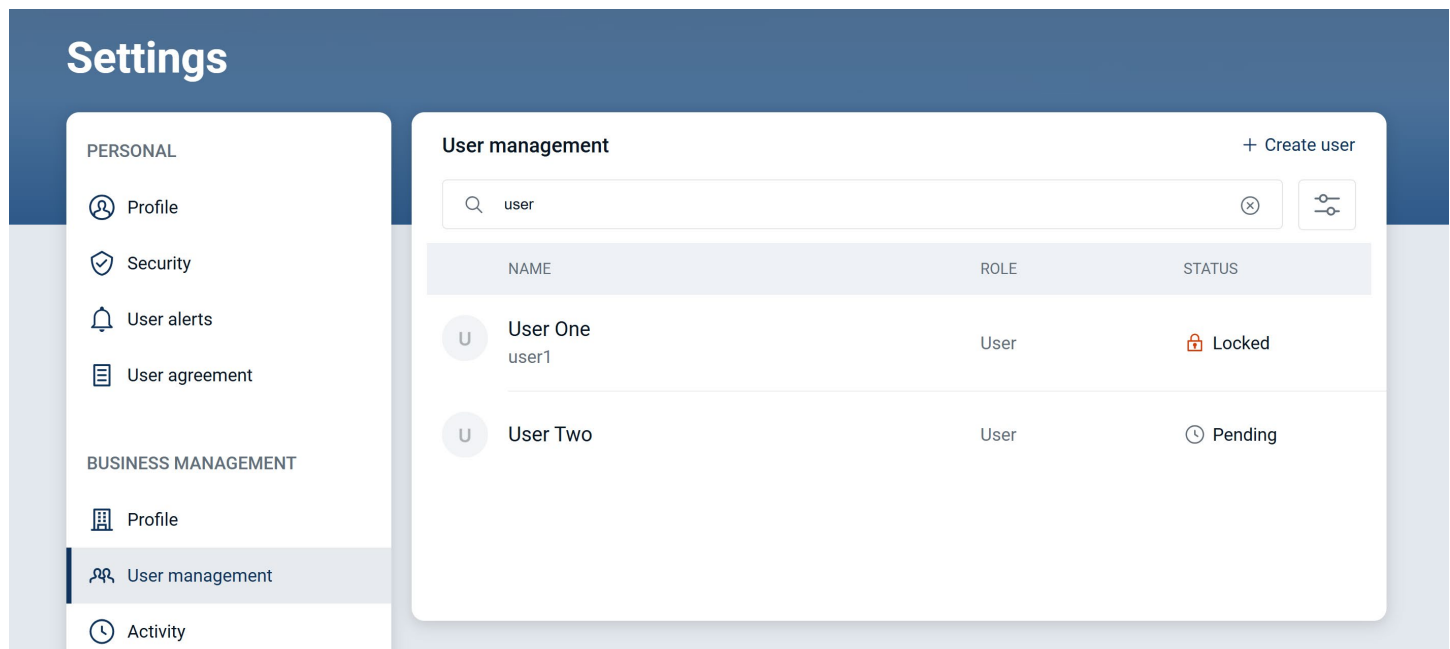 Settings
PERSONAL
Profile
Security
User alerts
User agreement
BUSINESS MANAGEMENT
Profile
User management
Activity
User management
+ Create user
user
NAME ROLE STATUS
U User One User Locked
user1
U User Two User Pending